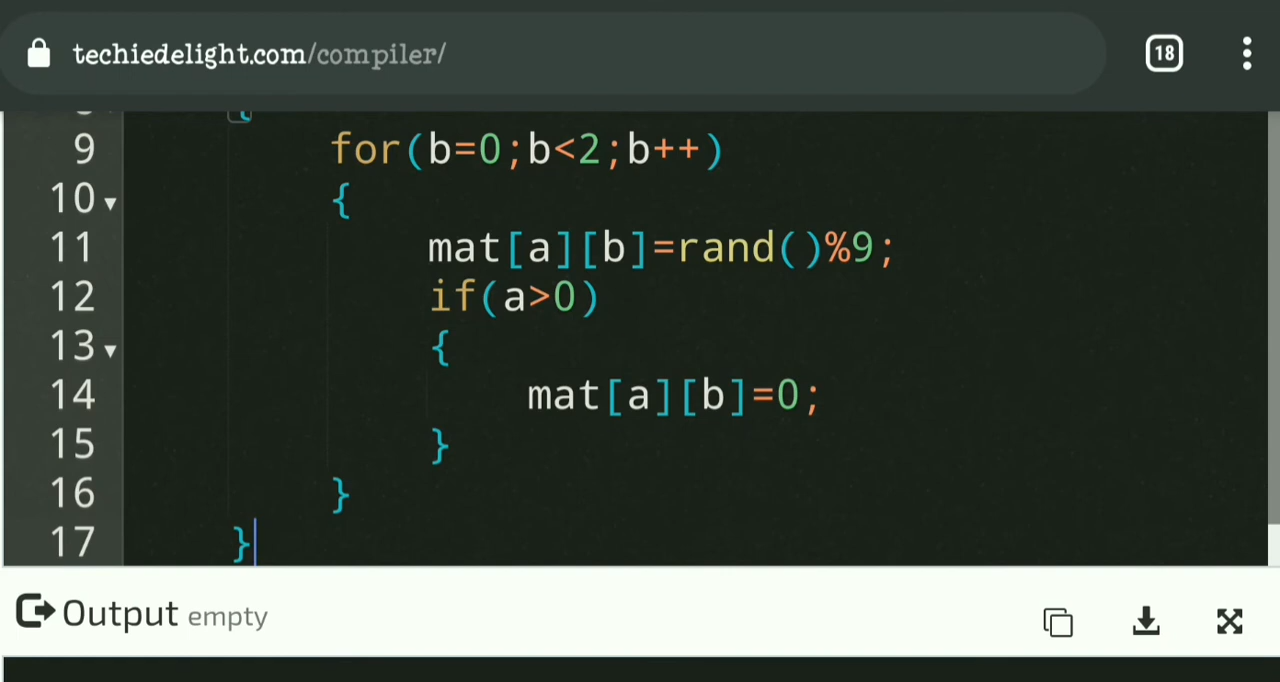 techiedelight.com/compiler/
18
9 for(b=0;b<2;b++)
10 {
11 mat[a][b]=rand()%9;
12 if(a>0)
13 {
14 mat[a][b]=0;
15 }
16 }
17 }
Output empty